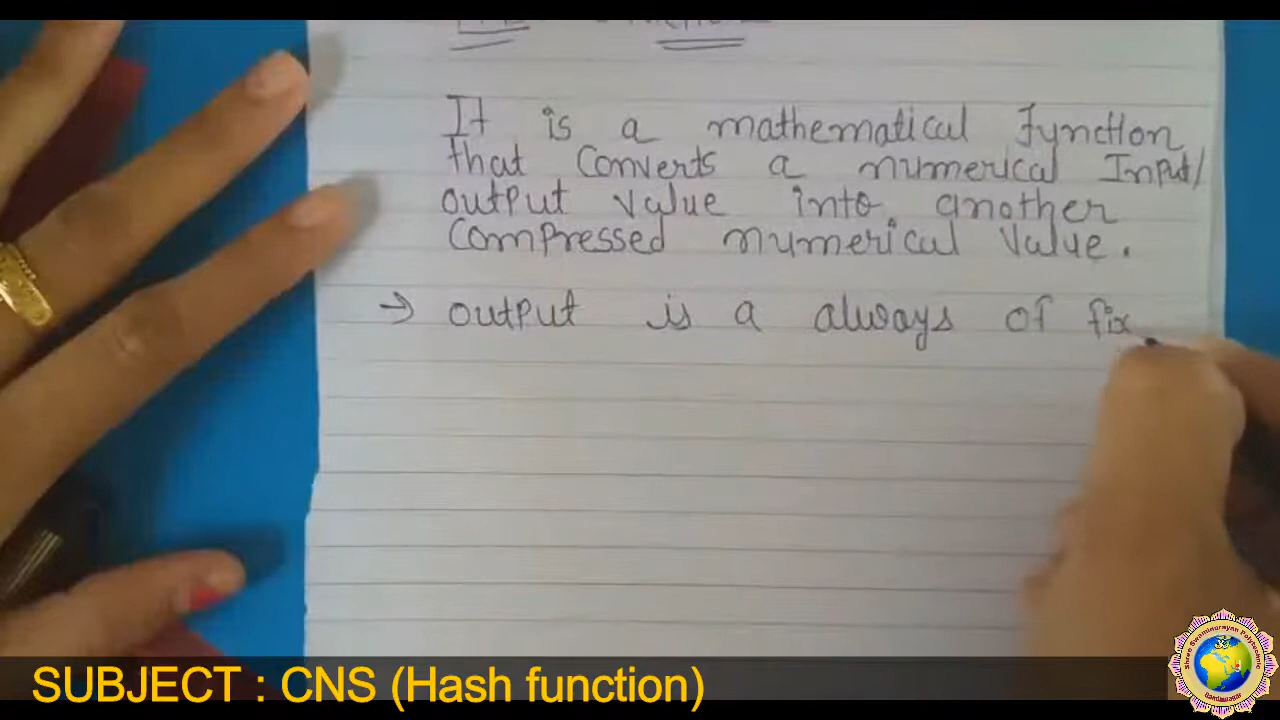 It is a mathematical Function
that converts a numerical Input/
output value into another
compressed numerical value.
→ output is a always of fix
SUBJECT : CNS (Hash function)